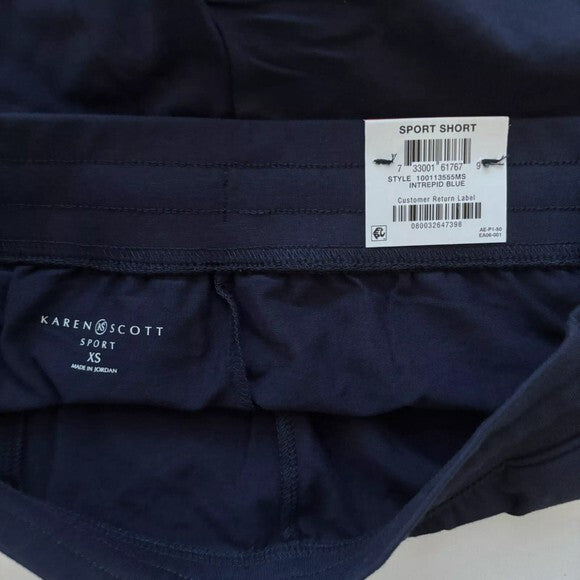 SPORT SHORT
7 33001 61767 9
STYLE 100113555MS
INTREPID BLUE
Customer Return Label
080032647398
AE-P1-50
EA06-001
KAREN KS SCOTT
SPORT
XS
MADE IN JORDAN